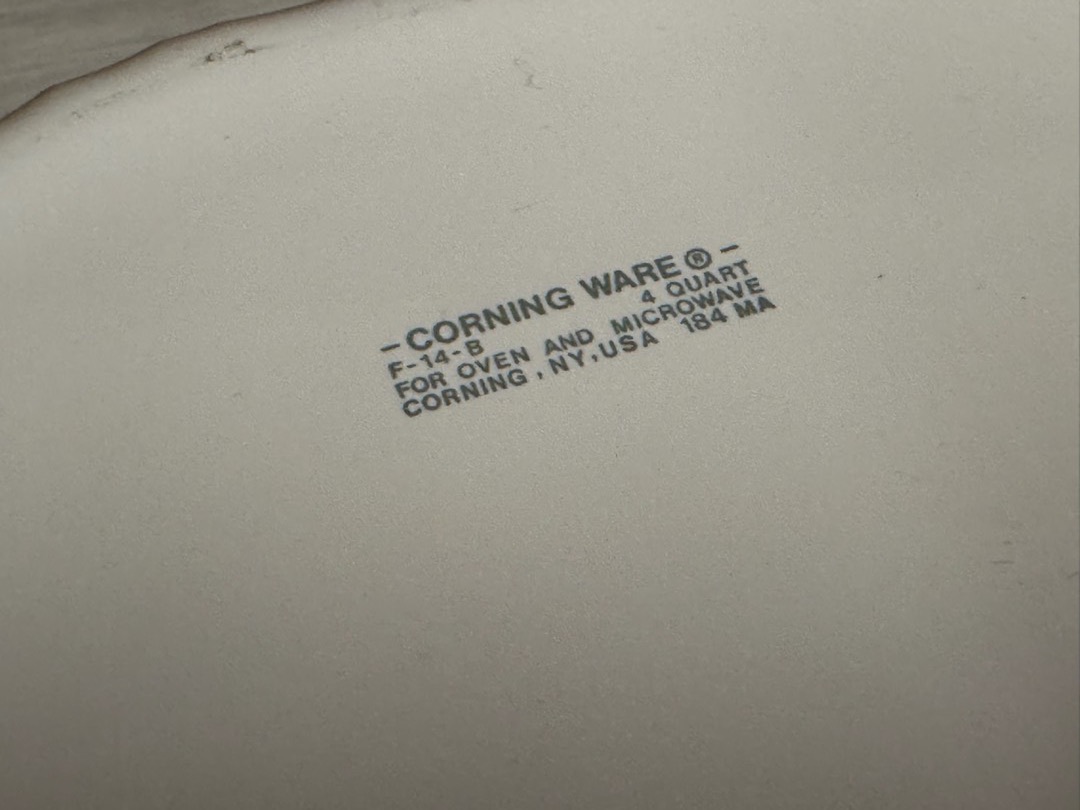 -CORNING WARE® -
F-14-B 4 QUART
FOR OVEN AND MICROWAVE
CORNING, NY, USA 184 MA